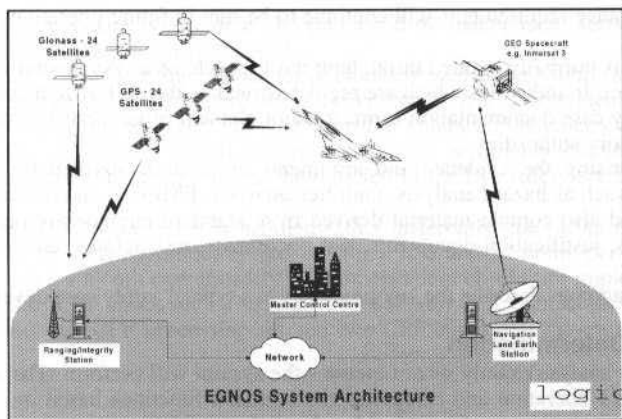 Glonass - 24
Satellites
GPS - 24
Satellites
GEO Spacecraft
e.g. Inmarsat 3
Master Control Centre
Ranging/Integrity
Station
Network
Navigation
Land Earth
Station
EGNOS System Architecture
logic